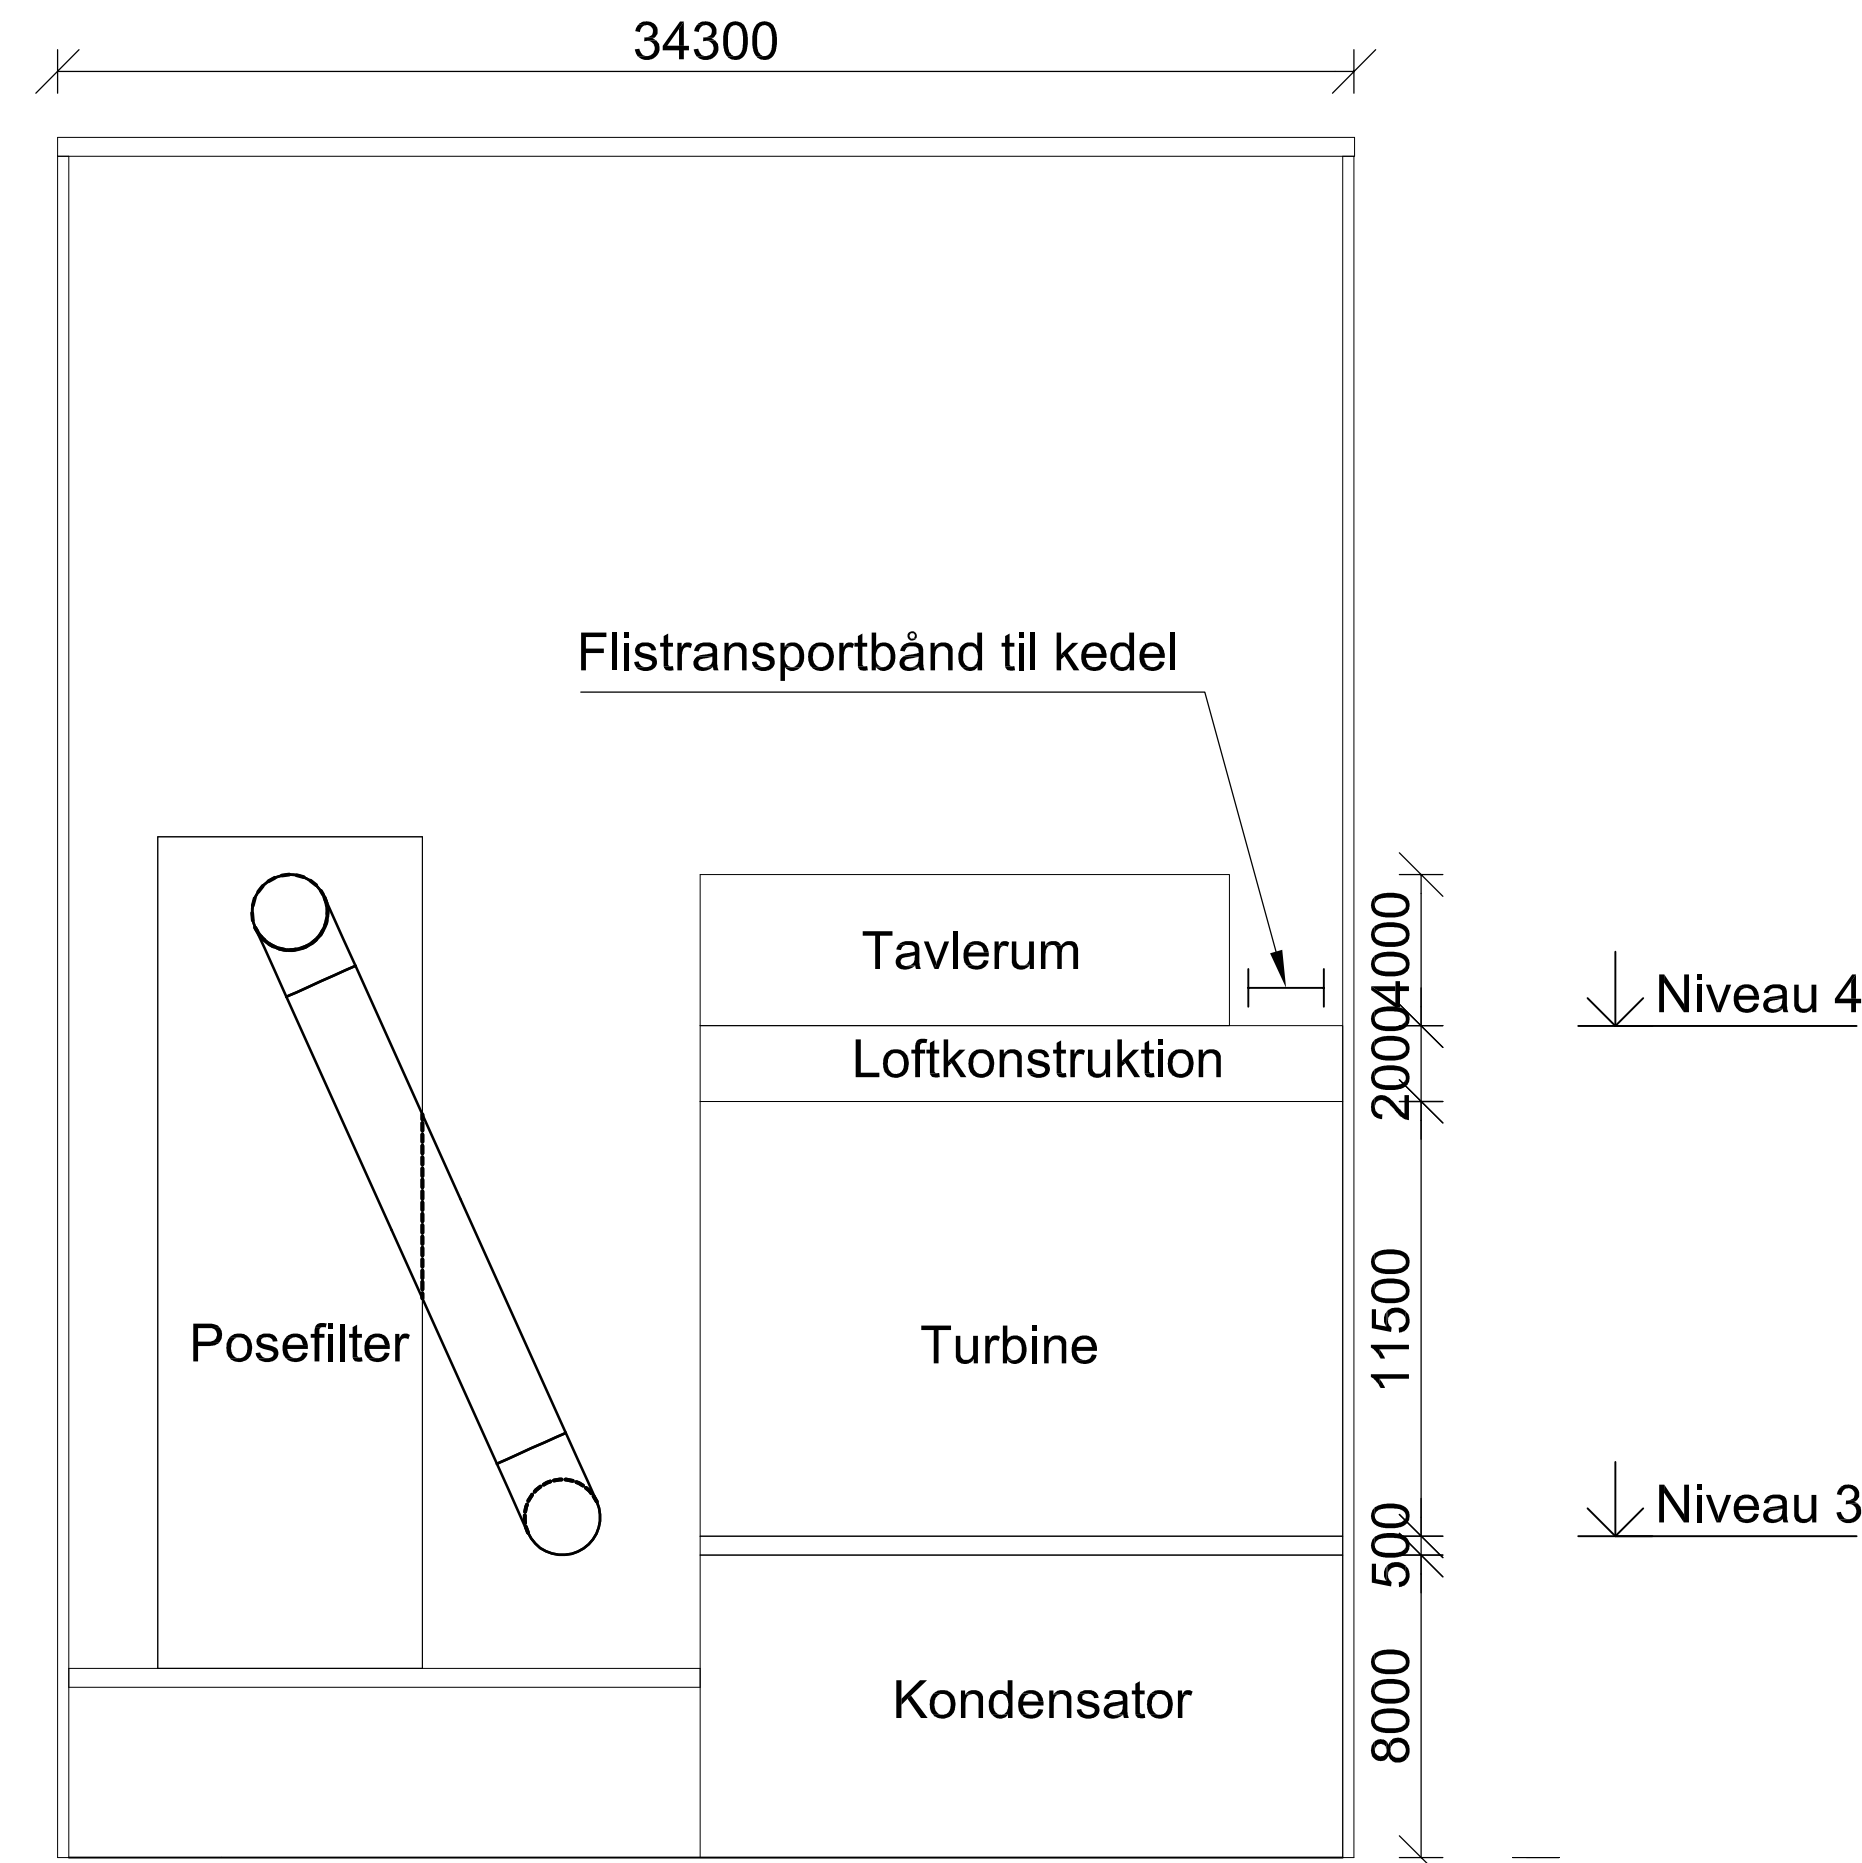 34300
Flistransportbånd til kedel
Tavlerum
4000
Niveau 4
Loftkonstruktion
2000
11500
Posefilter
Turbine
Niveau 3
500
Kondensator
8000